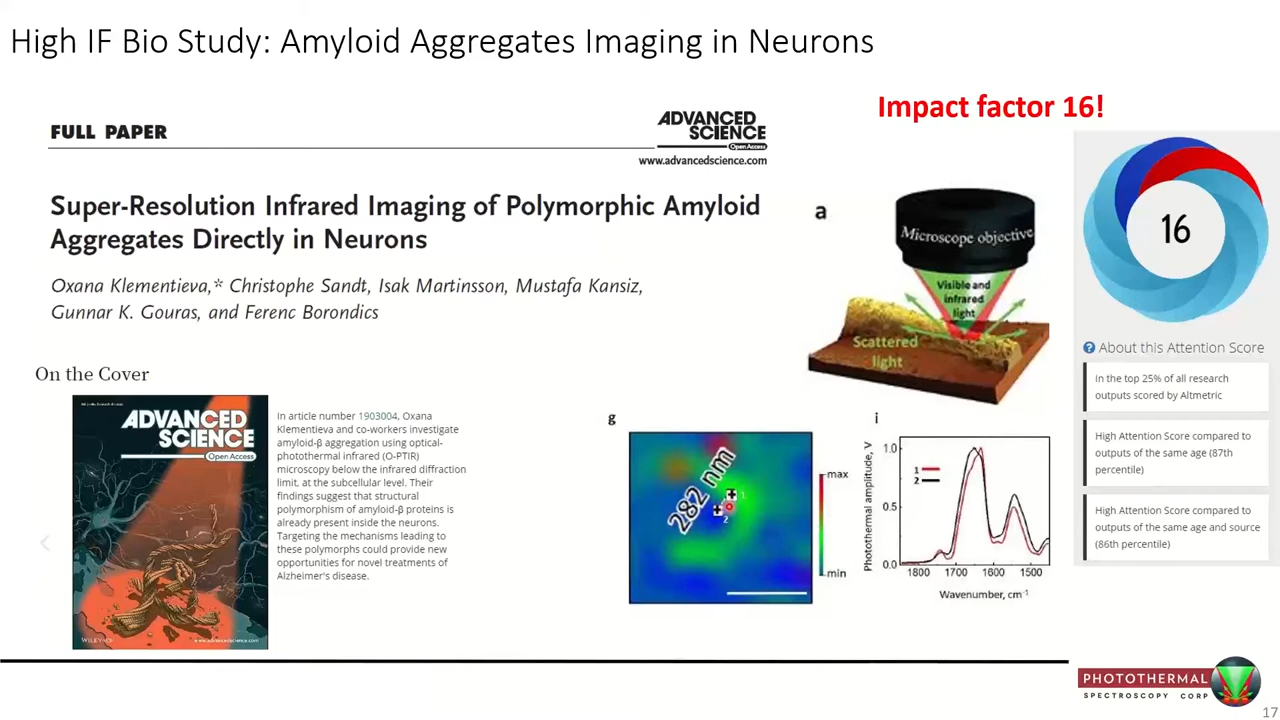 High IF Bio Study: Amyloid Aggregates Imaging in Neurons
Impact factor 16!
FULL PAPER
ADVANCED
SCIENCE
Open Access
www.advancedscience.com
Super-Resolution Infrared Imaging of Polymorphic Amyloid
Aggregates Directly in Neurons
Oxana Klementieva,* Christophe Sandt, Isak Martinsson, Mustafa Kansiz,
Gunnar K. Gouras, and Ferenc Borondics
a
Microscope objective
Visible and
infrared
light
Scattered
light
16
About this Attention Score
In the top 25% of all research
outputs scored by Altmetric
High Attention Score compared to
outputs of the same age (87th
percentile)
High Attention Score compared to
outputs of the same age and source
(86th percentile)
On the Cover
ADVANCED
SCIENCE
Open Access
WILEY-VCH
www.advancedscience.com
In article number 1903004, Oxana
Klementieva and co-workers investigate
amyloid-β aggregation using optical-
photothermal infrared (O-PTIR)
microscopy below the infrared diffraction
limit, at the subcellular level. Their
findings suggest that structural
polymorphism of amyloid-β proteins is
already present inside the neurons.
Targeting the mechanisms leading to
these polymorphs could provide new
opportunities for novel treatments of
Alzheimer's disease.
g
282 nm
1
2
max
min
i
Photothermal amplitude, V
1.0
0.5
0.0
1
2
1800 1700 1600 1500
Wavenumber, cm-1
PHOTOTHERMAL
SPECTROSCOPY CORP
17